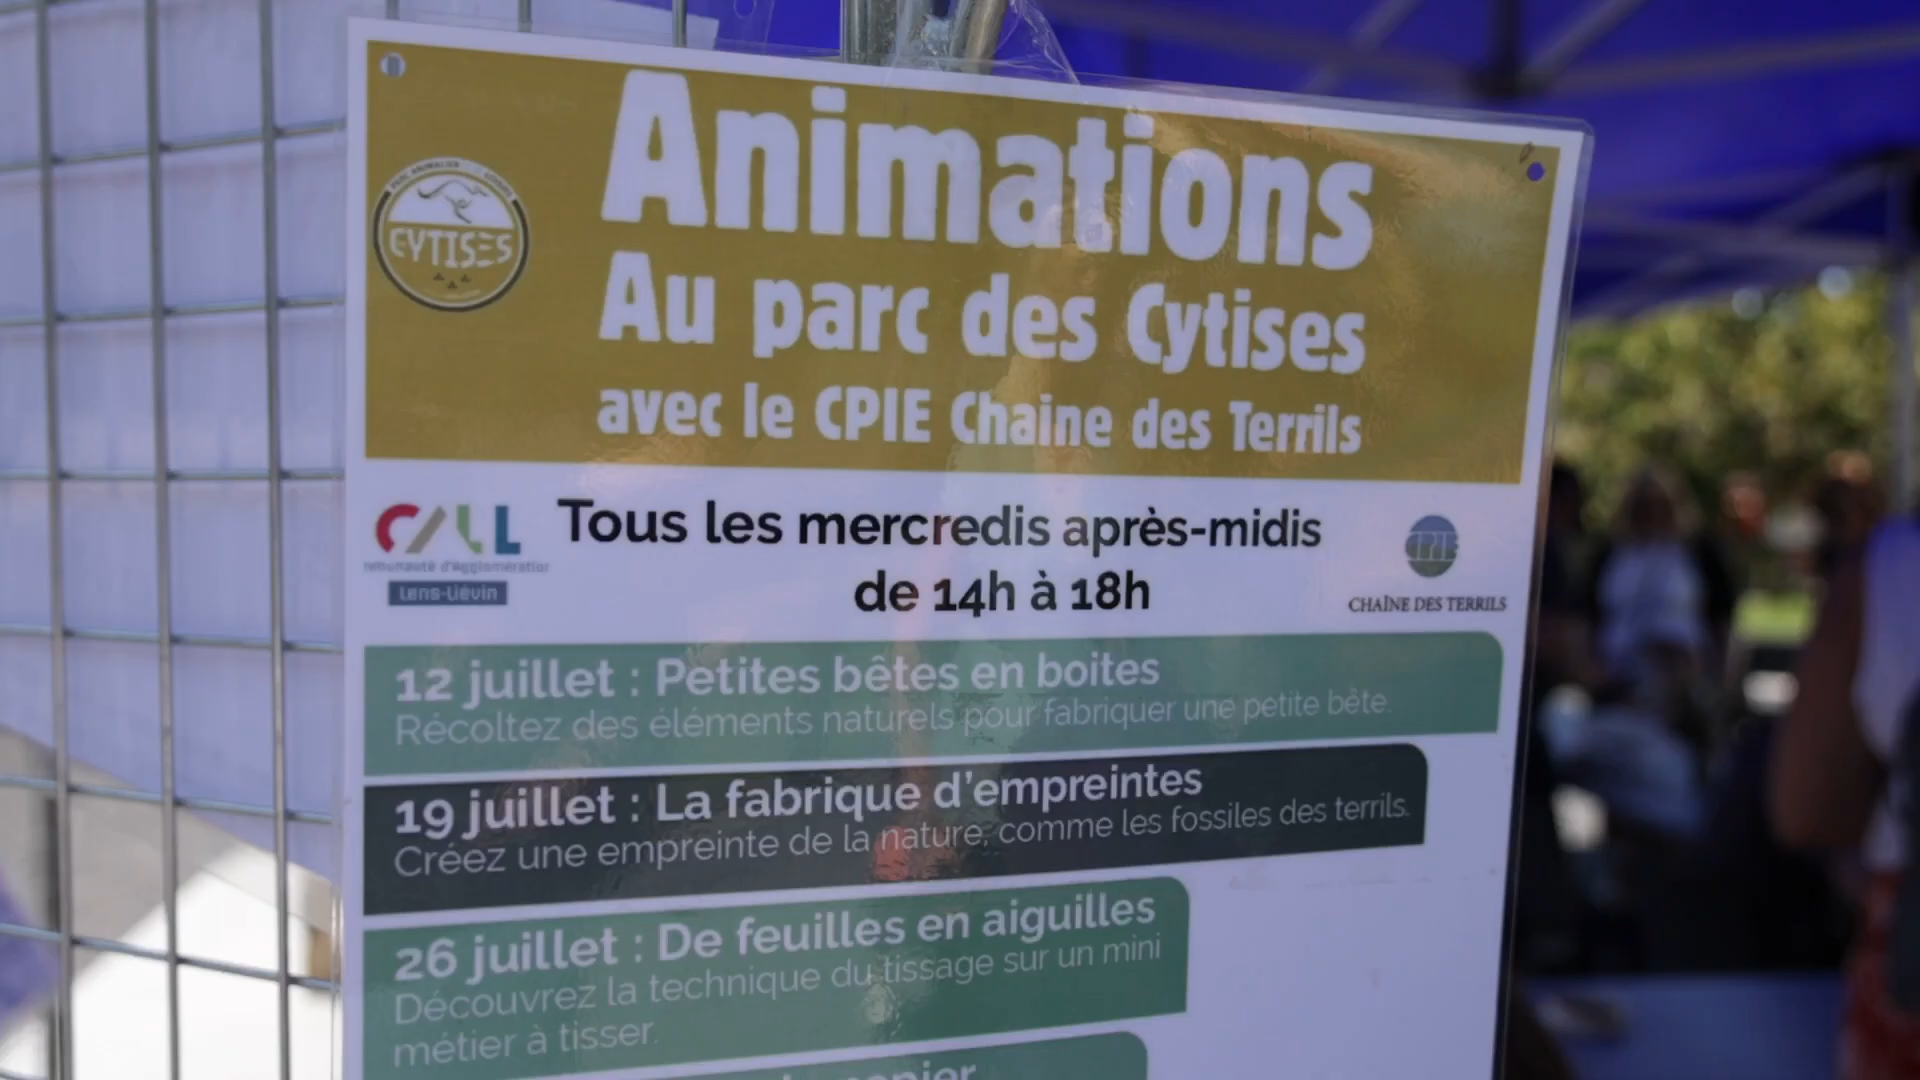 Animations
Au parc des Cytises
avec le CPIE Chaine des Terrils
CYTISES
CALL
Lens-Liévin
Tous les mercredis après-midis
de 14h à 18h
CPIE
CHAÎNE DES TERRILS
12 juillet : Petites bêtes en boites
Récoltez des éléments naturels pour fabriquer une petite bête.
19 juillet : La fabrique d'empreintes
Créez une empreinte de la nature, comme les fossiles des terrils.
26 juillet : De feuilles en aiguilles
Découvrez la technique du tissage sur un mini
métier à tisser.